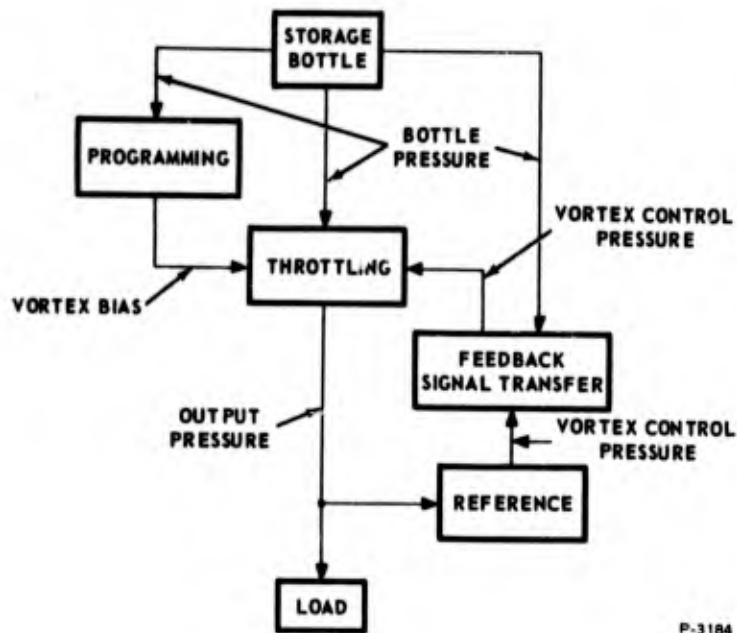 STORAGE
BOTTLE
PROGRAMMING
BOTTLE
PRESSURE
VORTEX CONTROL
PRESSURE
THROTTLING
VORTEX BIAS
FEEDBACK
SIGNAL TRANSFER
OUTPUT
PRESSURE
VORTEX CONTROL
PRESSURE
REFERENCE
LOAD
P-3184